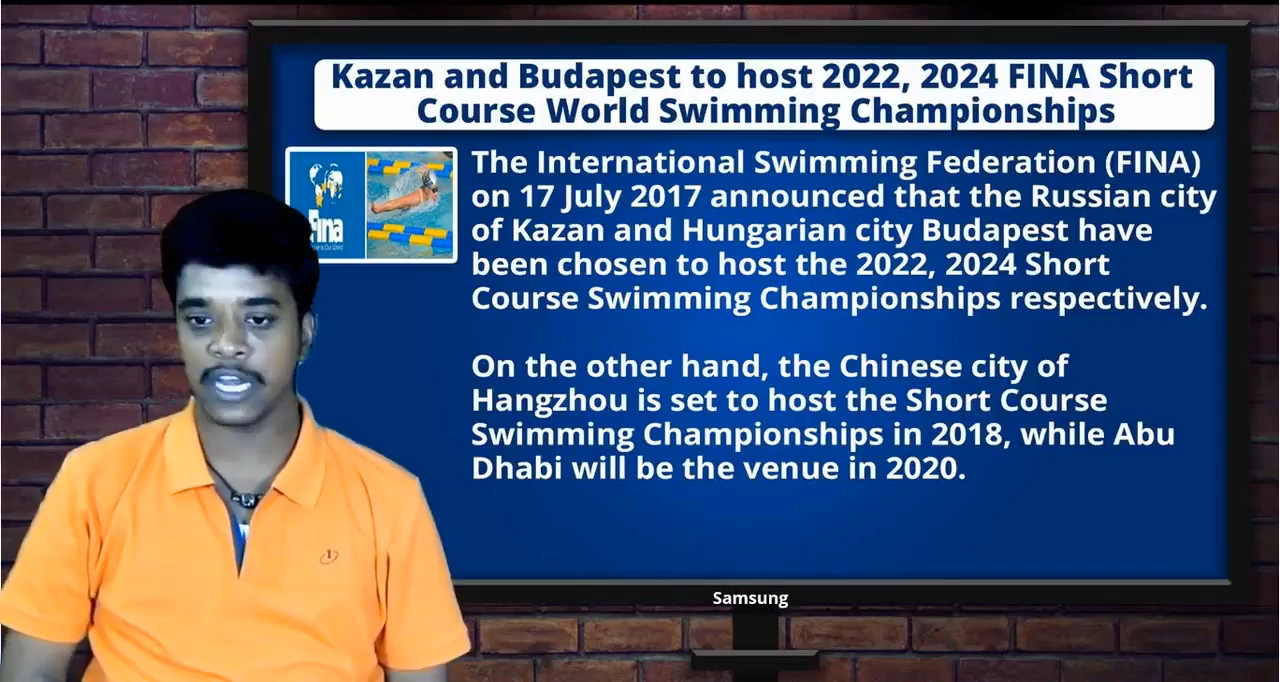 Kazan and Budapest to host 2022, 2024 FINA Short
Course World Swimming Championships
The International Swimming Federation (FINA)
on 17 July 2017 announced that the Russian city
of Kazan and Hungarian city Budapest have
been chosen to host the 2022, 2024 Short
Course Swimming Championships respectively.
On the other hand, the Chinese city of
Hangzhou is set to host the Short Course
Swimming Championships in 2018, while Abu
Dhabi will be the venue in 2020.
Fina
Samsung